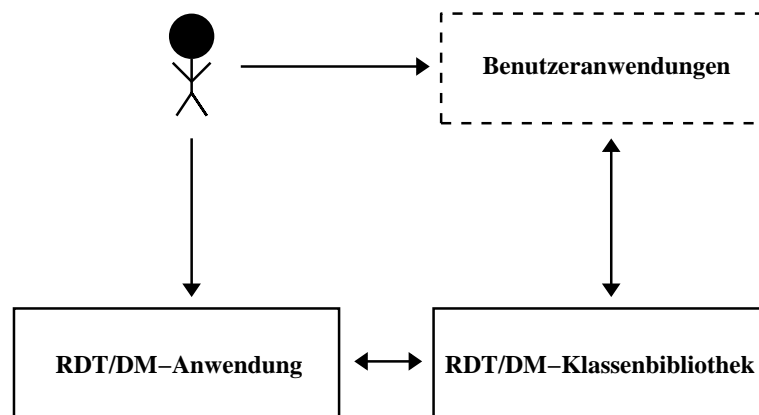 Benutzeranwendungen
RDT/DM−Anwendung
RDT/DM−Klassenbibliothek